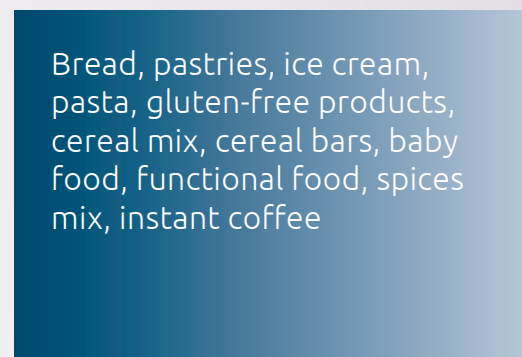 Bread, pastries, ice cream,
pasta, gluten-free products,
cereal mix, cereal bars, baby
food, functional food, spices
mix, instant coffee